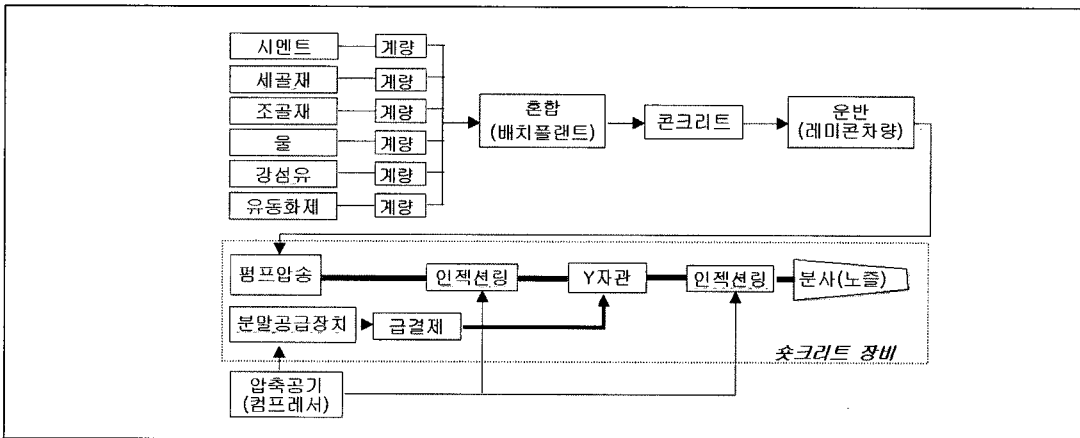 시멘트
계량
세골재
계량
조골재
계량
물
계량
강섬유
계량
유동화제
계량
혼합
(배치플랜트)
콘크리트
운반
(레미콘차량)
펌프압송
인젝션링
Y자관
인젝션링
분사(노즐)
분말공급장치
급결제
숏크리트 장비
압축공기
(컴프레서)